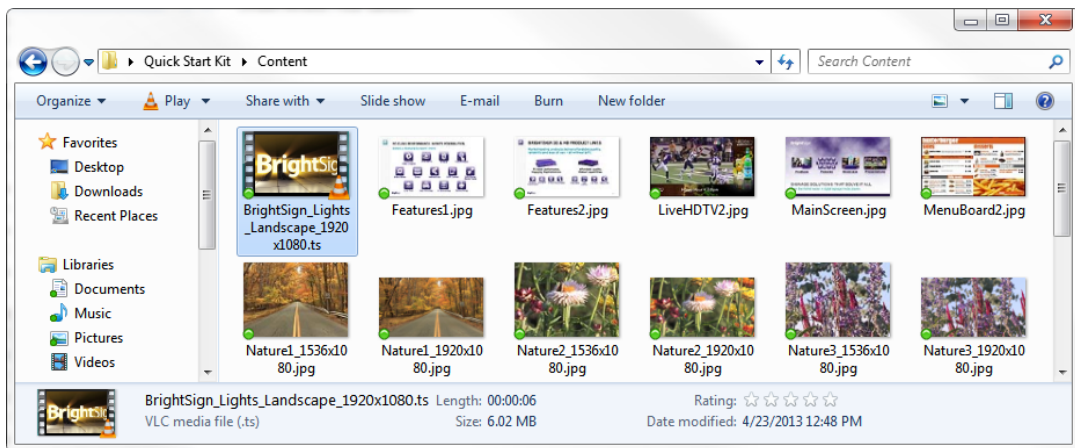 Quick Start Kit
Content
Search Content
Organize
Play
Share with
Slide show
E-mail
Burn
New folder
Favorites
Desktop
Downloads
Recent Places
Libraries
Documents
Music
Pictures
Videos
BrightSig
BrightSign_Lights
_Landscape_1920
x1080.ts
Features1.jpg
Features2.jpg
LiveHDTV2.jpg
MainScreen.jpg
MenuBoard2.jpg
Nature1_1536x10
80.jpg
Nature1_1920x10
80.jpg
Nature2_1536x10
80.jpg
Nature2_1920x10
80.jpg
Nature3_1536x10
80.jpg
Nature3_1920x10
80.jpg
BrightSig
BrightSign_Lights_Landscape_1920x1080.ts Length: 00:00:06 Rating:
VLC media file (.ts) Size: 6.02 MB Date modified: 4/23/2013 12:48 PM